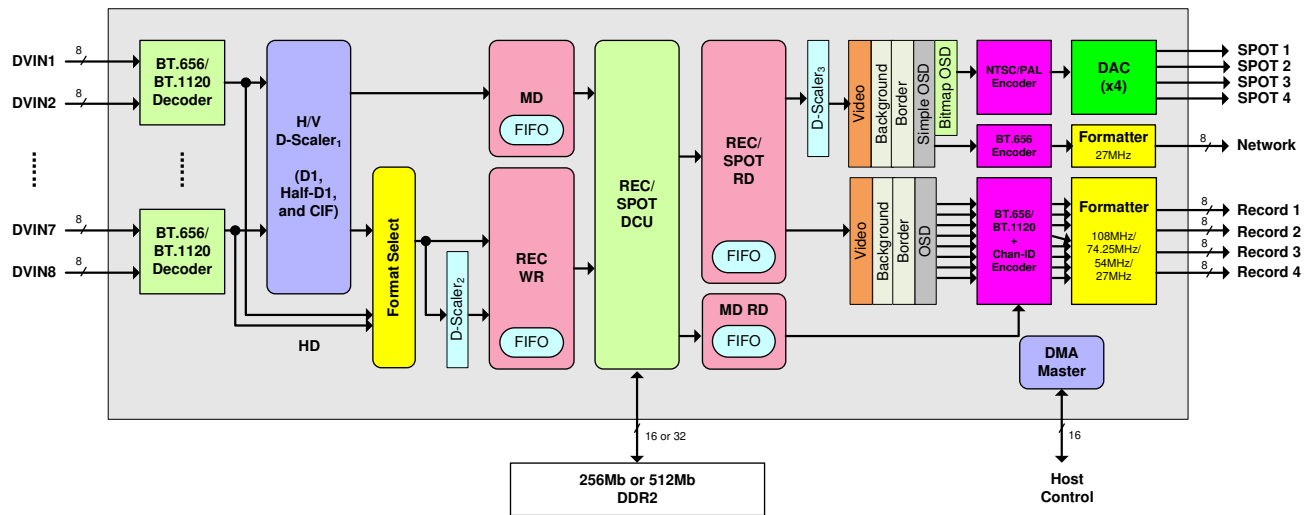 DVIN1
8
DVIN2
8
DVIN7
8
DVIN8
8
BT.656/
BT.1120
Decoder
BT.656/
BT.1120
Decoder
H/V
D-Scaler1
(D1,
Half-D1,
and CIF)
HD
Format Select
D-Scaler2
MD
FIFO
REC
WR
FIFO
REC/
SPOT
DCU
REC/
SPOT
RD
FIFO
MD RD
FIFO
D-Scaler3
Video
Background
Border
Simple OSD
Bitmap OSD
NTSC/PAL
Encoder
DAC
(x4)
SPOT 1
SPOT 2
SPOT 3
SPOT 4
BT.656
Encoder
Formatter
27MHz
8
Network
Video
Background
Border
OSD
BT.656/
BT.1120
+
Chan-ID
Encoder
Formatter
108MHz/
74.25MHz/
54MHz/
27MHz
8
Record 1
8
Record 2
8
Record 3
8
Record 4
DMA
Master
16 or 32
16
256Mb or 512Mb
DDR2
Host
Control